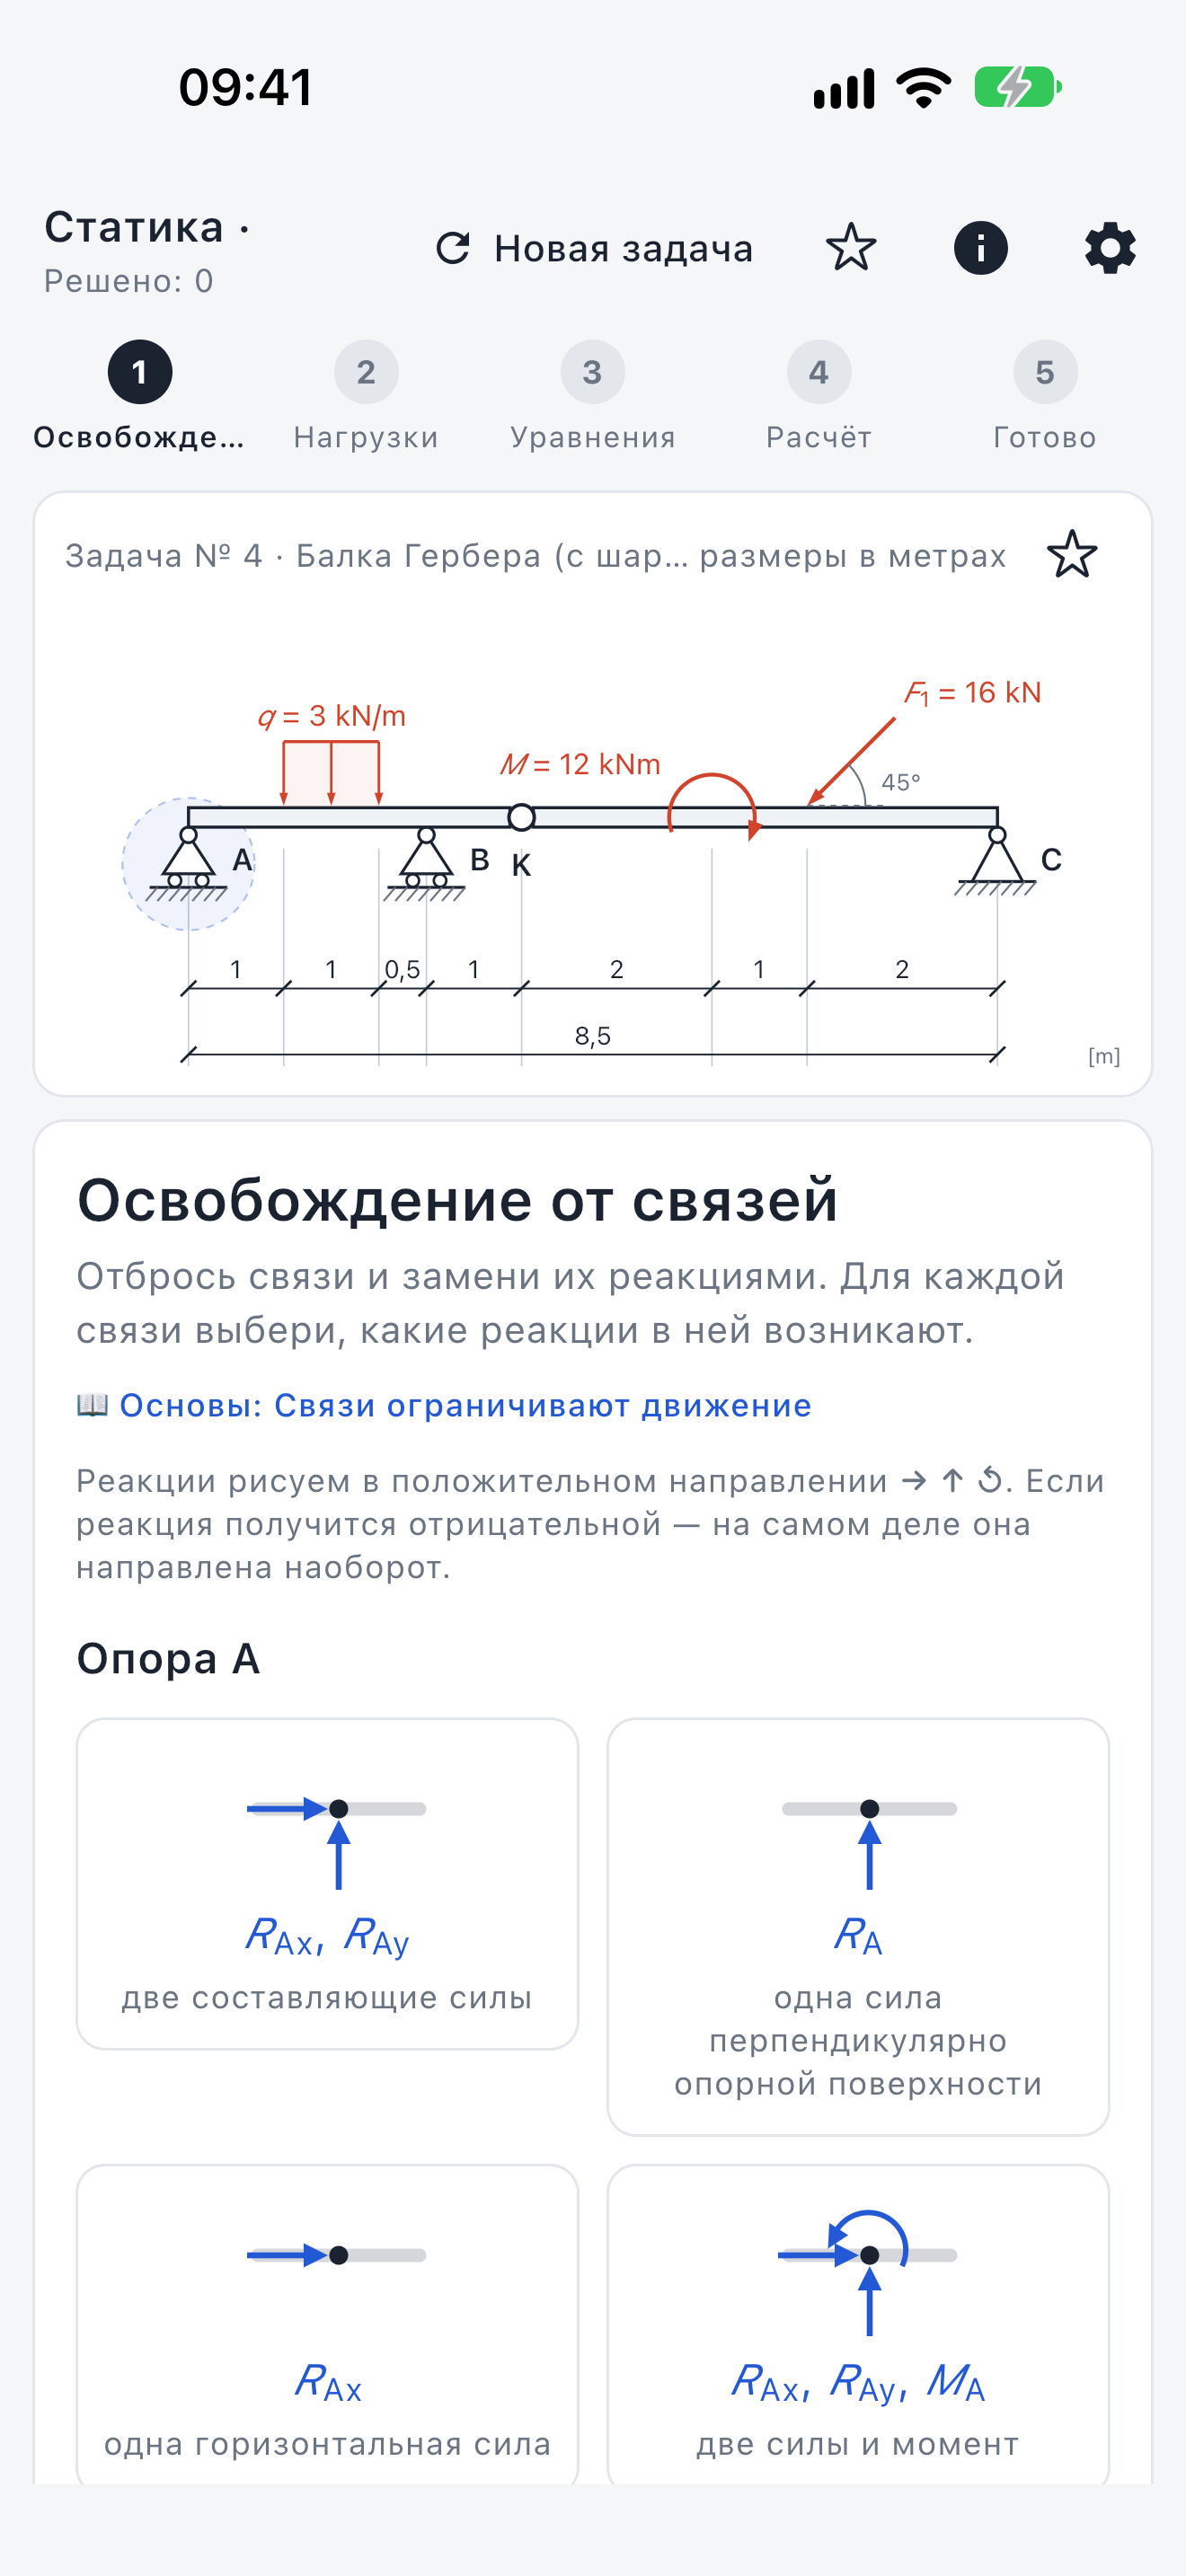 09:41
Статика ·
Решено: 0
Новая задача
1
2
3
4
5
Освобожде...
Нагрузки
Уравнения
Расчёт
Готово
Задача № 4 · Балка Гербера (с шар... размеры в метрах
F1 = 16 kN
q = 3 kN/m
M = 12 kNm
45°
A
B
K
C
1
1
0,5
1
2
1
2
8,5
[m]
Освобождение от связей
Отбрось связи и замени их реакциями. Для каждой
связи выбери, какие реакции в ней возникают.
📖 Основы: Связи ограничивают движение
Реакции рисуем в положительном направлении → ↑ ↺. Если
реакция получится отрицательной — на самом деле она
направлена наоборот.
Опора A
RAx, RAy
две составляющие силы
RA
одна сила
перпендикулярно
опорной поверхности
RAx
одна горизонтальная сила
RAx, RAy, MA
две силы и момент